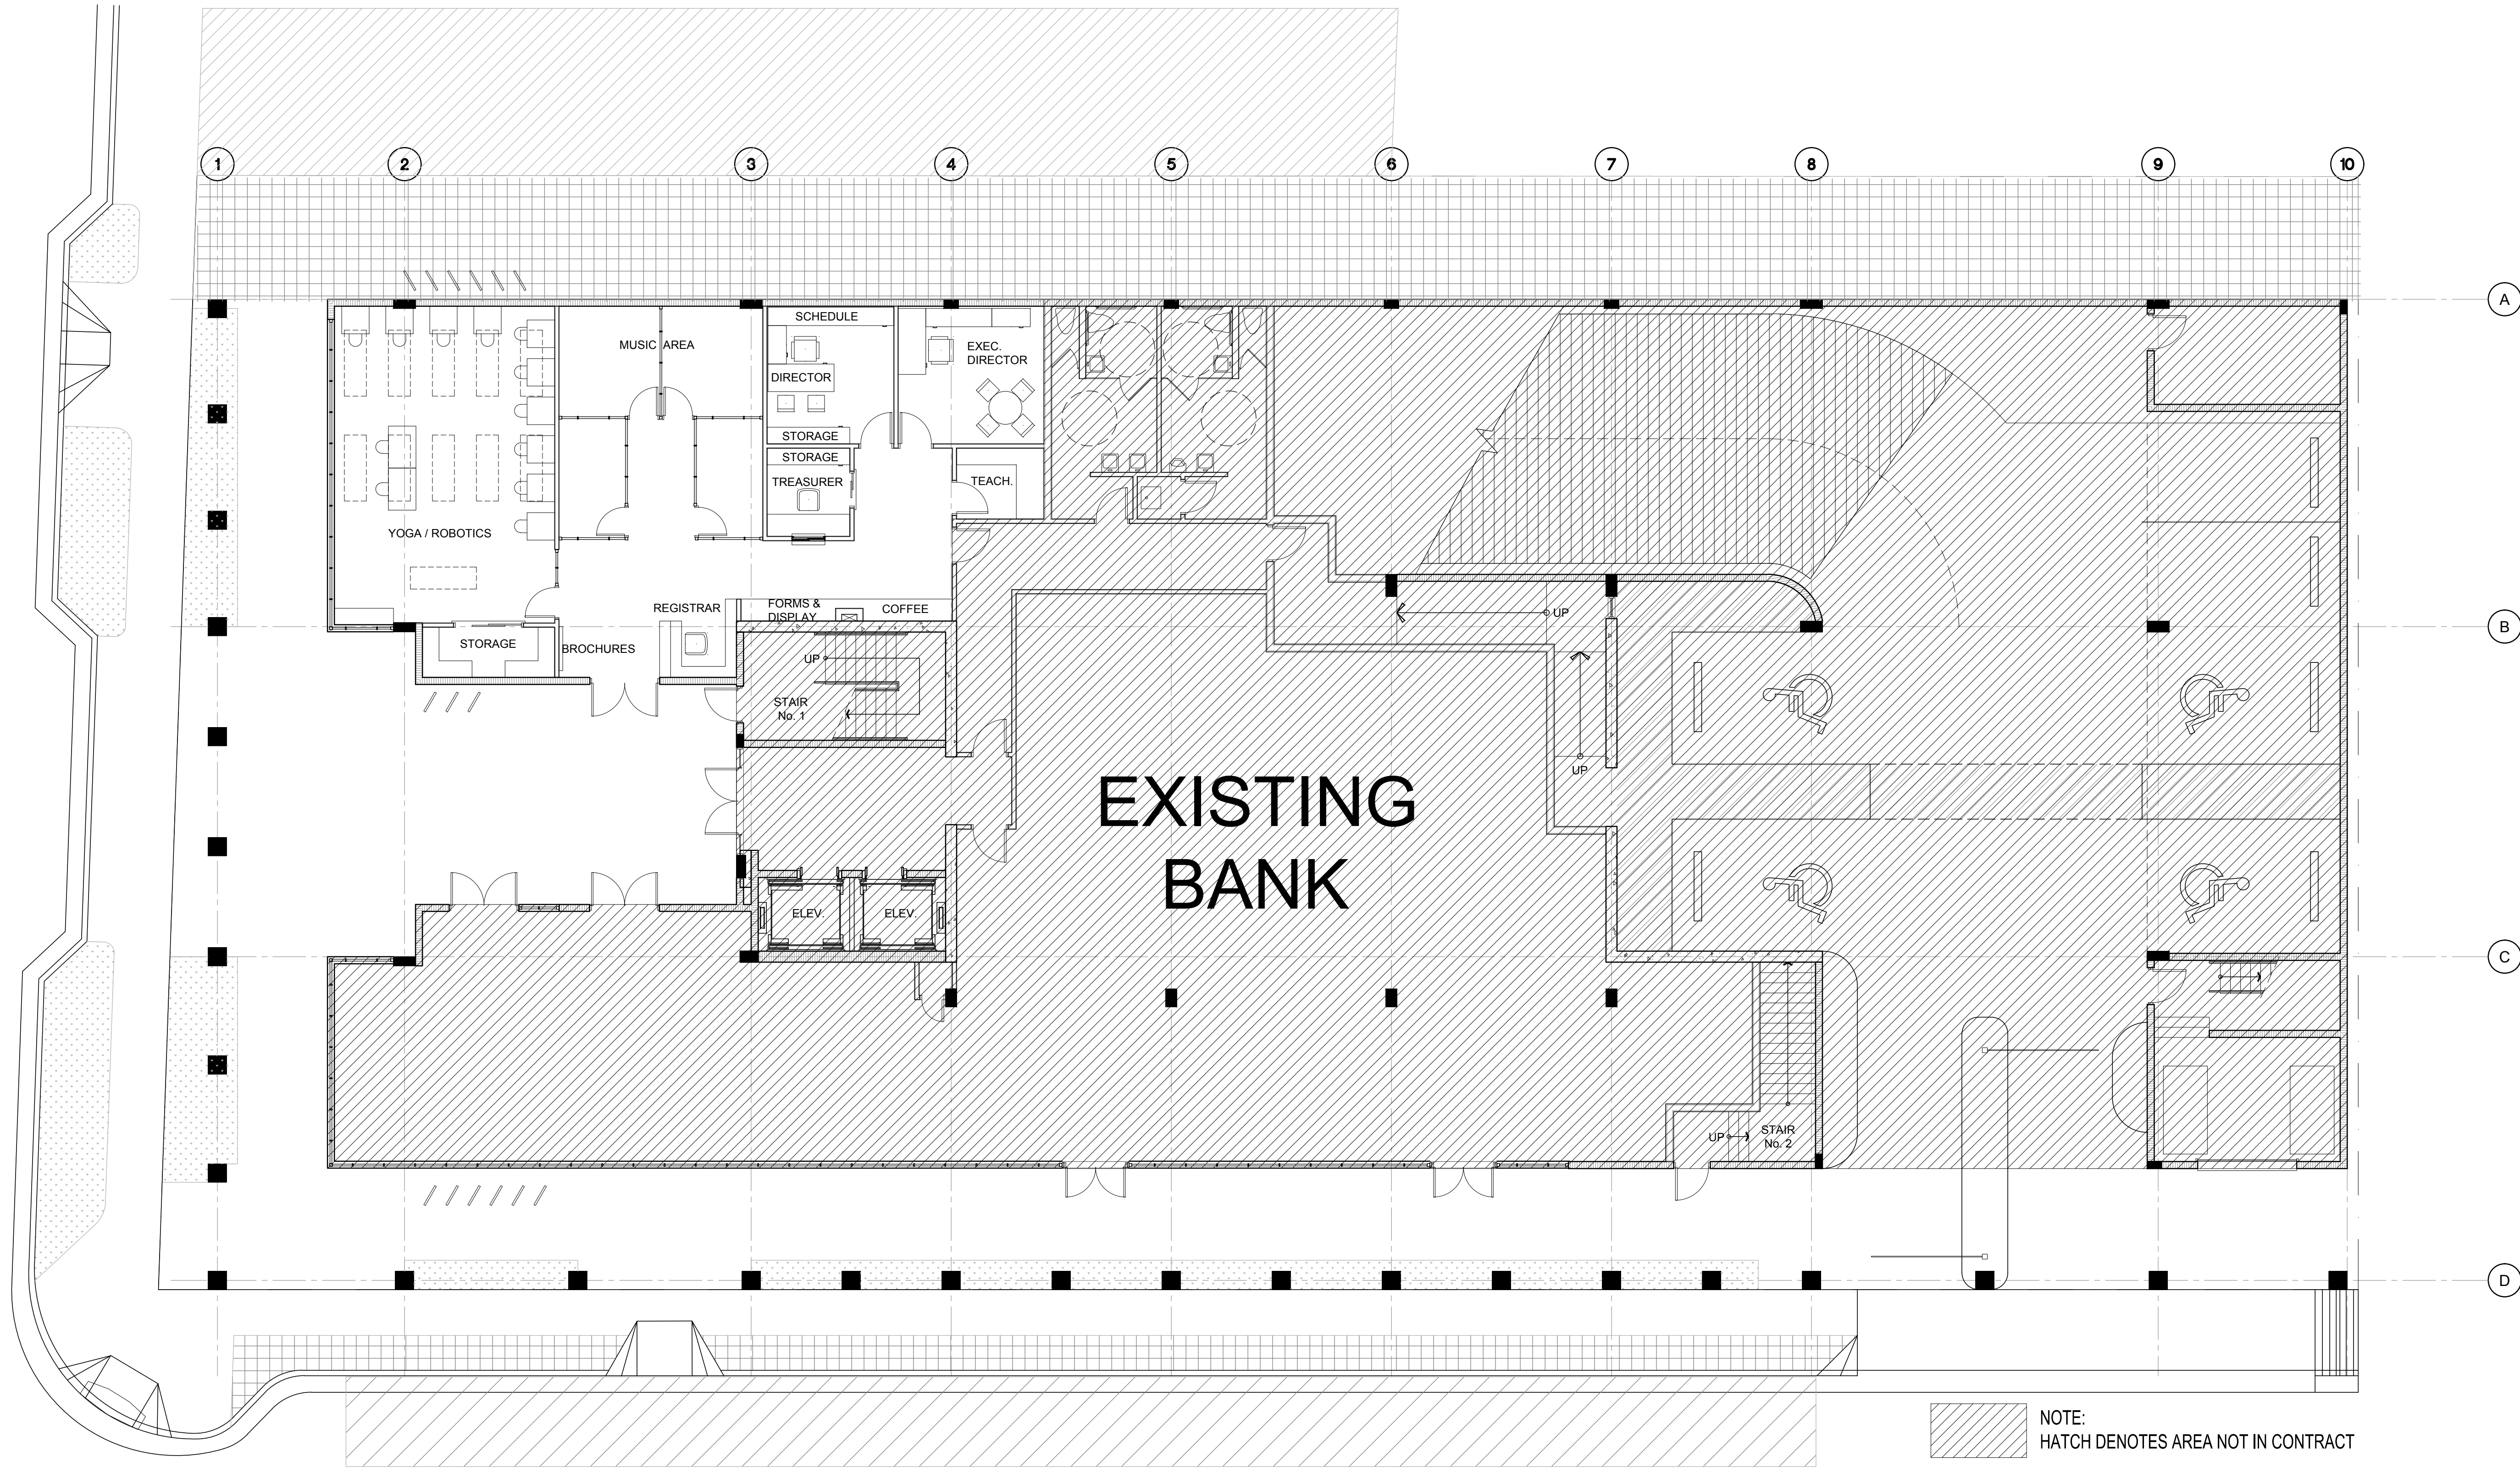 1
2
3
4
5
6
7
8
9
10
A
SCHEDULE
MUSIC AREA
EXEC.
DIRECTOR
DIRECTOR
STORAGE
STORAGE
TREASURER
TEACH.
YOGA / ROBOTICS
REGISTRAR
FORMS &
DISPLAY
COFFEE
UP
B
STORAGE
BROCHURES
UP
STAIR
No. 1
UP
EXISTING
BANK
ELEV.
ELEV.
C
UP
STAIR
No. 2
D
NOTE:
HATCH DENOTES AREA NOT IN CONTRACT